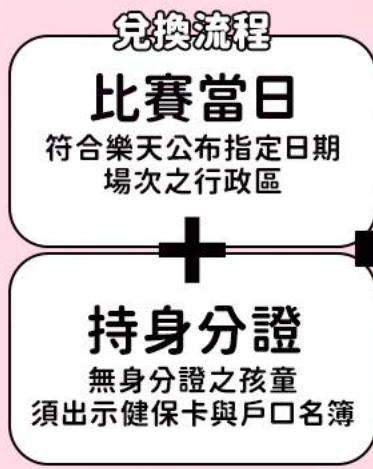 兌換流程
比賽當日
符合樂天公布指定日期
場次之行政區
+
持身分證
無身分證之孩童
須出示健保卡與戶口名簿